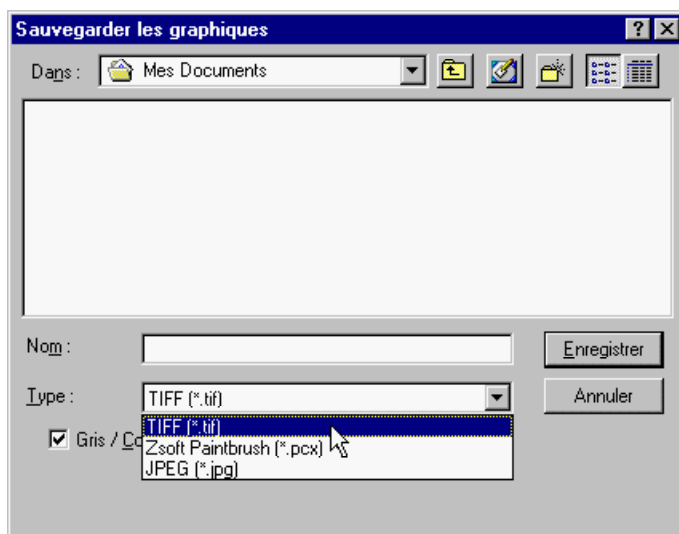 Sauvegarder les graphiques
Dans : Mes Documents
Nom :
Enregistrer
Type : TIFF (*.tif)
Annuler
TIFF (*.tif)
Gris / Co
Zsoft Paintbrush (*.pcx)
JPEG (*.jpg)